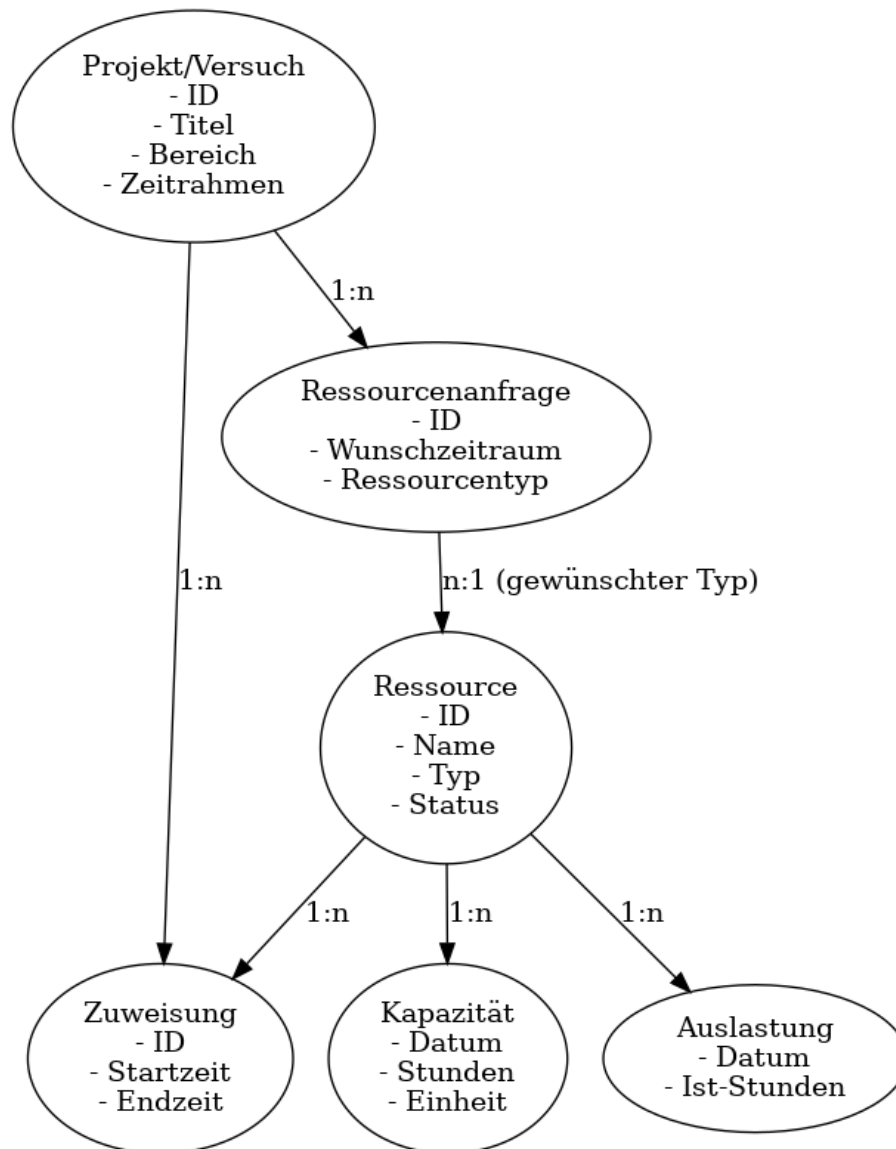 Projekt/Versuch
- ID
- Titel
- Bereich
- Zeitrahmen
1:n
Ressourcenanfrage
- ID
- Wunschzeitraum
- Ressourcentyp
1:n
n:1 (gewünschter Typ)
Ressource
- ID
- Name
- Typ
- Status
1:n
1:n
1:n
Zuweisung
- ID
- Startzeit
- Endzeit
Kapazität
- Datum
- Stunden
- Einheit
Auslastung
- Datum
- Ist-Stunden